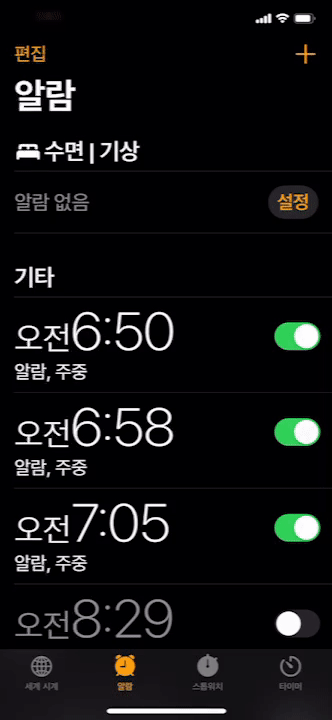 편집
알람
수면 | 기상
알람 없음
설정
기타
오전6:50
알람, 주중
오전6:58
알람, 주중
오전7:05
알람, 주중
오전8:29
세계 시계
알람
스톱워치
타이머